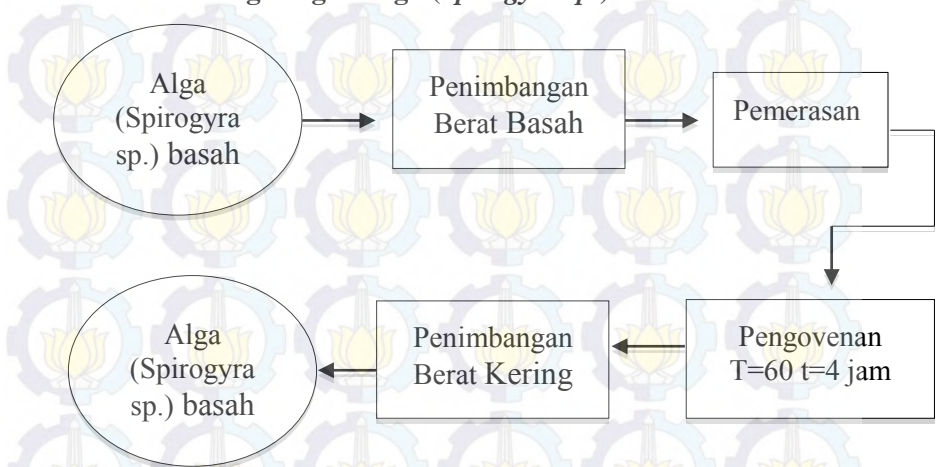 Alga
(Spirogyra
sp.) basah
Penimbangan
Berat Basah
Pemerasan
Pengovenan
T=60 t=4 jam
Penimbangan
Berat Kering
Alga
(Spirogyra
sp.) basah